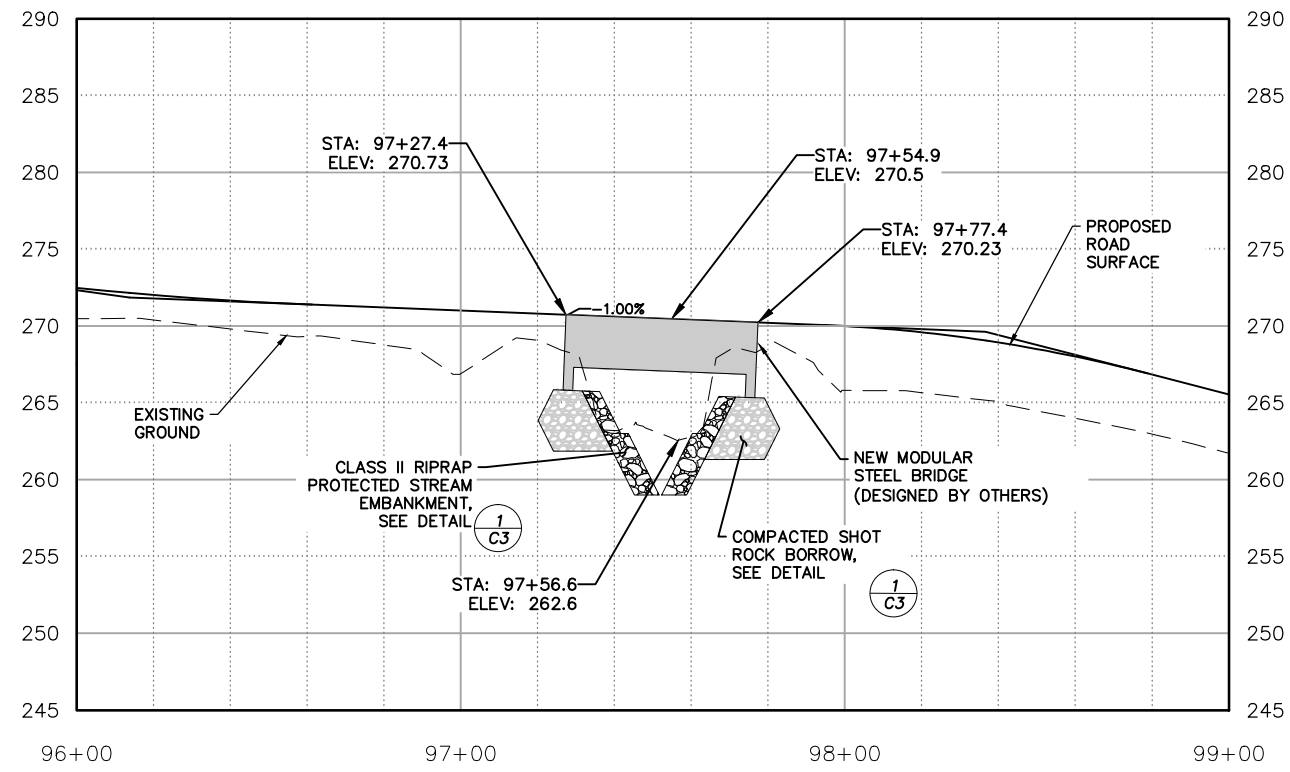 290
290
285
285
280
280
275
275
270
270
265
265
260
260
255
255
250
250
245
245
STA: 97+27.4
ELEV: 270.73
STA: 97+54.9
ELEV: 270.5
STA: 97+77.4
ELEV: 270.23
PROPOSED
ROAD
SURFACE
-1.00%
EXISTING
GROUND
CLASS II RIPRAP
PROTECTED STREAM
EMBANKMENT,
SEE DETAIL
1
C3
NEW MODULAR
STEEL BRIDGE
(DESIGNED BY OTHERS)
COMPACTED SHOT
ROCK BORROW,
SEE DETAIL
1
C3
STA: 97+56.6
ELEV: 262.6
96+00
97+00
98+00
99+00